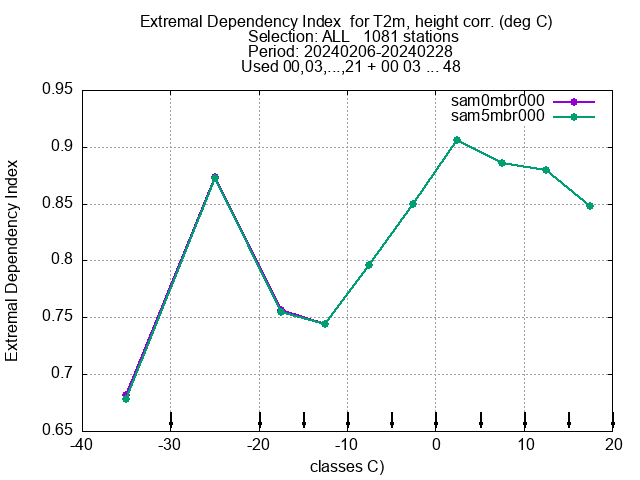 Extremal Dependency Index  for T2m, height corr. (deg C)
Selection: ALL   1081 stations
Period: 20240206-20240228
Used 00,03,...,21 + 00 03 ... 48
sam0mbr000
sam5mbr000
0.95
0.9
0.85
0.8
0.75
0.7
0.65
Extremal Dependency Index
-40
-30
-20
-10
0
10
20
classes C)